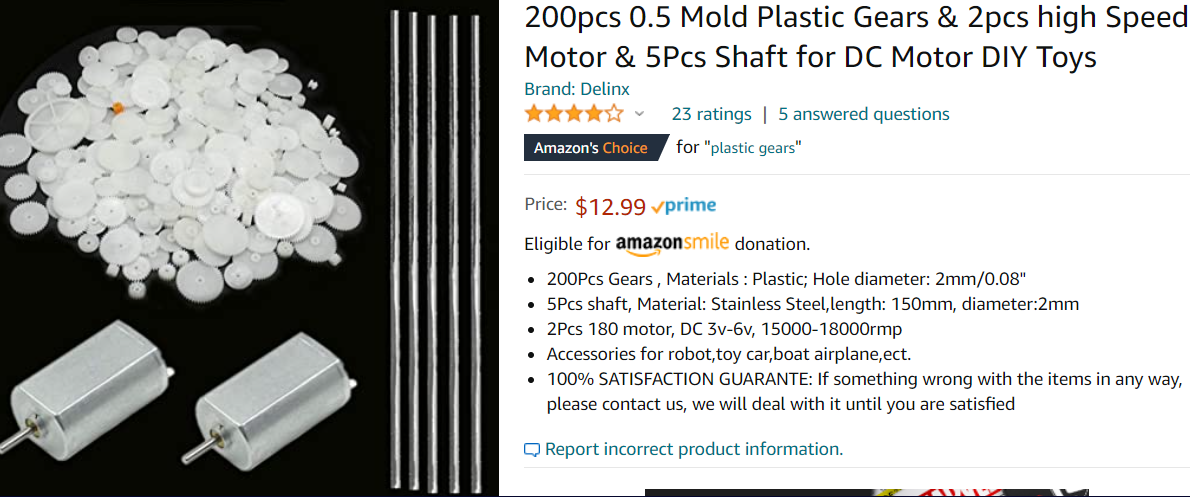 200pcs 0.5 Mold Plastic Gears & 2pcs high Speed
Motor & 5Pcs Shaft for DC Motor DIY Toys
Brand: Delinx
23 ratings | 5 answered questions
Amazon's Choice for "plastic gears"
Price: $12.99 prime
Eligible for amazonsmile donation.
• 200Pcs Gears , Materials : Plastic; Hole diameter: 2mm/0.08"
• 5Pcs shaft, Material: Stainless Steel,length: 150mm, diameter:2mm
• 2Pcs 180 motor, DC 3v-6v, 15000-18000rmp
• Accessories for robot,toy car,boat airplane,ect.
• 100% SATISFACTION GUARANTE: If something wrong with the items in any way,
please contact us, we will deal with it until you are satisfied
Report incorrect product information.